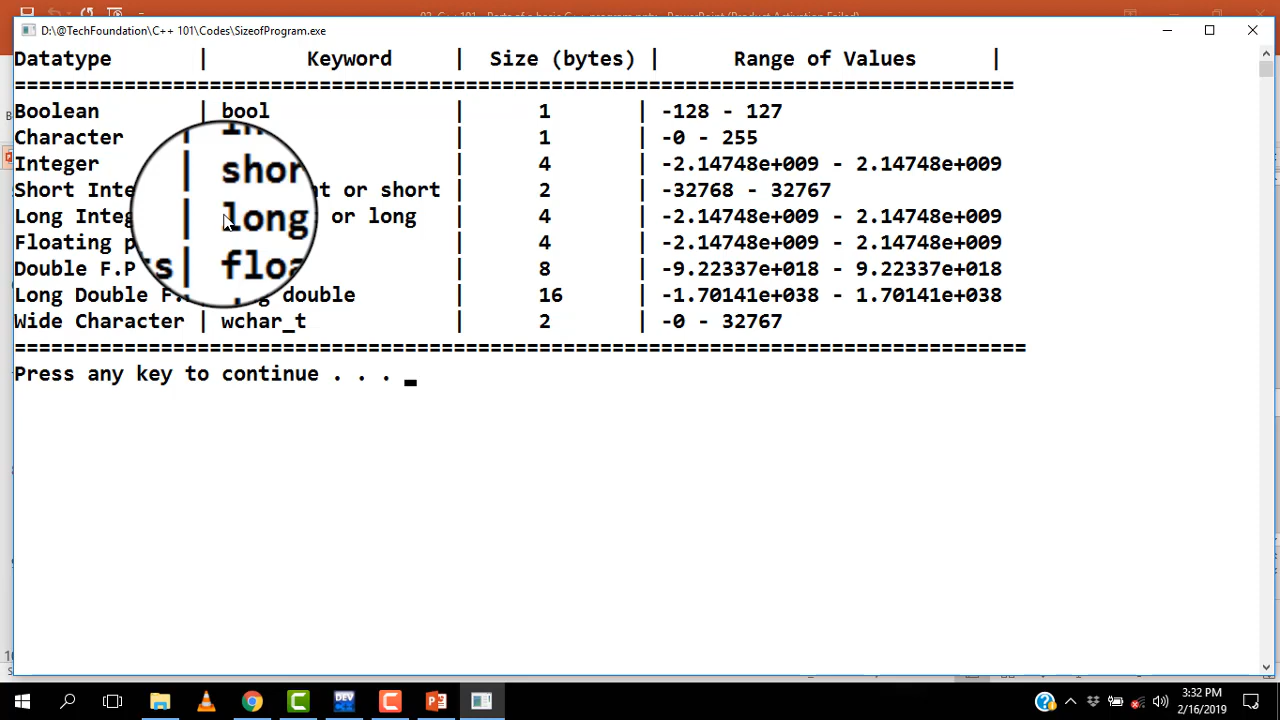 D:\@TechFoundation\C++ 101\Codes\SizeofProgram.exe
Datatype | Keyword | Size (bytes) | Range of Values |
==================================================================================
Boolean | bool | 1 | -128 - 127
Character | 1 | -0 - 255
Integer | shor | 4 | -2.14748e+009 - 2.14748e+009
Short Inte nt or short | 2 | -32768 - 32767
Long Integ | long or long | 4 | -2.14748e+009 - 2.14748e+009
Floating p | 4 | -2.14748e+009 - 2.14748e+009
Double F.P s| floa | 8 | -9.22337e+018 - 9.22337e+018
Long Double F. double | 16 | -1.70141e+038 - 1.70141e+038
Wide Character | wchar_t | 2 | -0 - 32767
===================================================================================
Press any key to continue . . . _
DEV
3:32 PM
2/16/2019